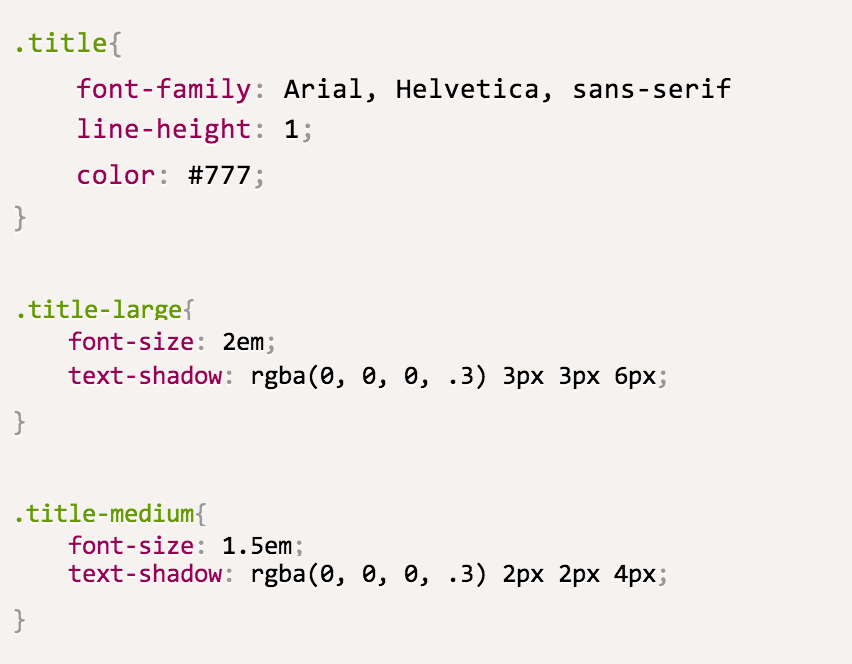 .title{
font-family: Arial, Helvetica, sans-serif
line-height: 1;
color: #777;
}
.title-large{
font-size: 2em;
text-shadow: rgba(0, 0, 0, .3) 3px 3px 6px;
}
.title-medium{
font-size: 1.5em;
text-shadow: rgba(0, 0, 0, .3) 2px 2px 4px;
}